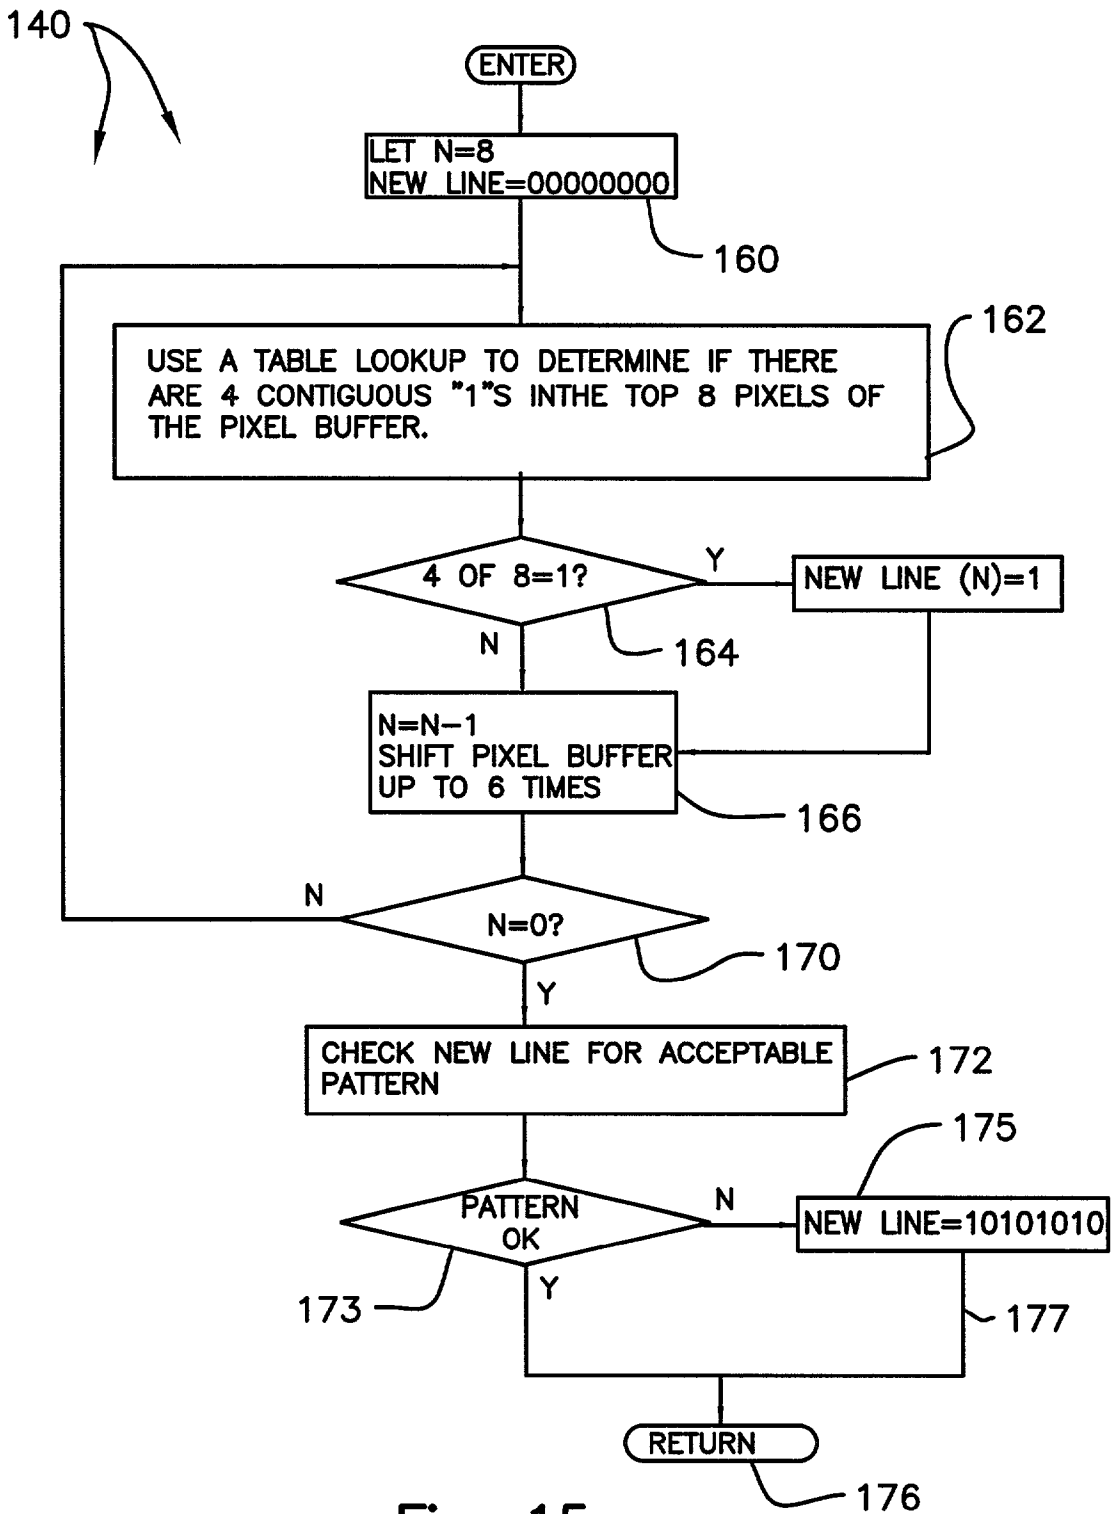 140
ENTER
LET N=8
NEW LINE=00000000
160
162
USE A TABLE LOOKUP TO DETERMINE IF THERE
ARE 4 CONTIGUOUS "1"S INTHE TOP 8 PIXELS OF
THE PIXEL BUFFER.
4 OF 8=1?
Y
NEW LINE (N)=1
N
164
N=N-1
SHIFT PIXEL BUFFER
UP TO 6 TIMES
166
N
N=0?
170
Y
CHECK NEW LINE FOR ACCEPTABLE
PATTERN
172
175
PATTERN
OK
N
NEW LINE=10101010
173
Y
177
RETURN
176